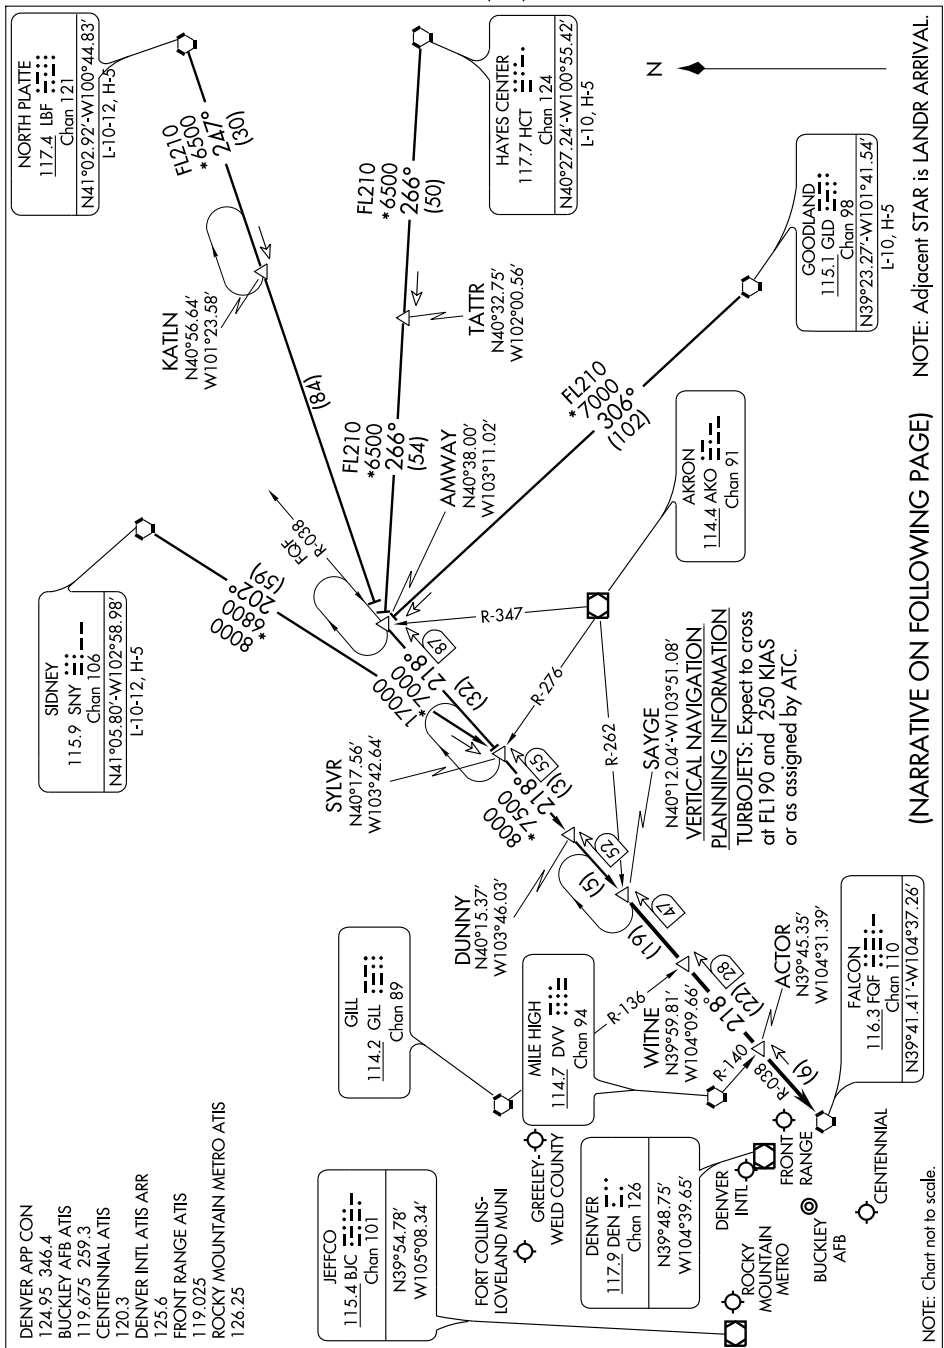 DENVER APP CON
124.95 346.4
BUCKLEY AFB ATIS
119.675 259.3
CENTENNIAL ATIS
120.3
DENVER INTL ATIS ARR
125.6
FRONT RANGE ATIS
119.025
ROCKY MOUNTAIN METRO ATIS
126.25
SIDNEY
115.9 SNY
Chan 106
N41°05.80′-W102°58.98′
L-10-12, H-5
NORTH PLATTE
117.4 LBF
Chan 121
N41°02.92′-W100°44.83′
L-10-12, H-5
HAYES CENTER
117.7 HCT
Chan 124
N40°27.24′-W100°55.42′
L-10, H-5
GOODLAND
115.1 GLD
Chan 98
N39°23.27′-W101°41.54′
L-10, H-5
AKRON
114.4 AKO
Chan 91
GILL
114.2 GLL
Chan 89
MILE HIGH
114.7 DVV
Chan 94
JEFFCO
115.4 BJC
Chan 101
N39°54.78′
W105°08.34′
DENVER
117.9 DEN
Chan 126
N39°48.75′
W104°39.65′
FALCON
116.3 FQF
Chan 110
N39°41.41′-W104°37.26′
FL210
*6500
247°
(30)
KATLN
N40°56.64′
W101°23.58′
(84)
FL210
*6500
266°
(50)
TATTR
N40°32.75′
W102°00.56′
FL210
*6500
266°
(54)
AMWAY
N40°38.00′
W103°11.02′
FL210
*7000
306°
(102)
8000
*6800
202°
(59)
FQF
R-038
R-347
87
17000
*7000
218°
(32)
SYLVR
N40°17.56′
W103°42.64′
R-276
55
8000
*7500
218°
(3)
DUNNY
N40°15.37′
W103°46.03′
52
(5)
R-262
SAYGE
N40°12.04′-W103°51.08′
VERTICAL NAVIGATION
PLANNING INFORMATION
TURBOJETS: Expect to cross
at FL190 and 250 KIAS
or as assigned by ATC.
47
(19)
R-136
WITNE
N39°59.81′
W104°09.66′
28
218°
(22)
ACTOR
N39°45.35′
W104°31.39′
R-140
R-038
(6)
FORT COLLINS-
LOVELAND MUNI
GREELEY-
WELD COUNTY
DENVER
INTL
FRONT
RANGE
ROCKY
MOUNTAIN
METRO
BUCKLEY
AFB
CENTENNIAL
N
NOTE: Chart not to scale.
(NARRATIVE ON FOLLOWING PAGE)
NOTE: Adjacent STAR is LANDR ARRIVAL.